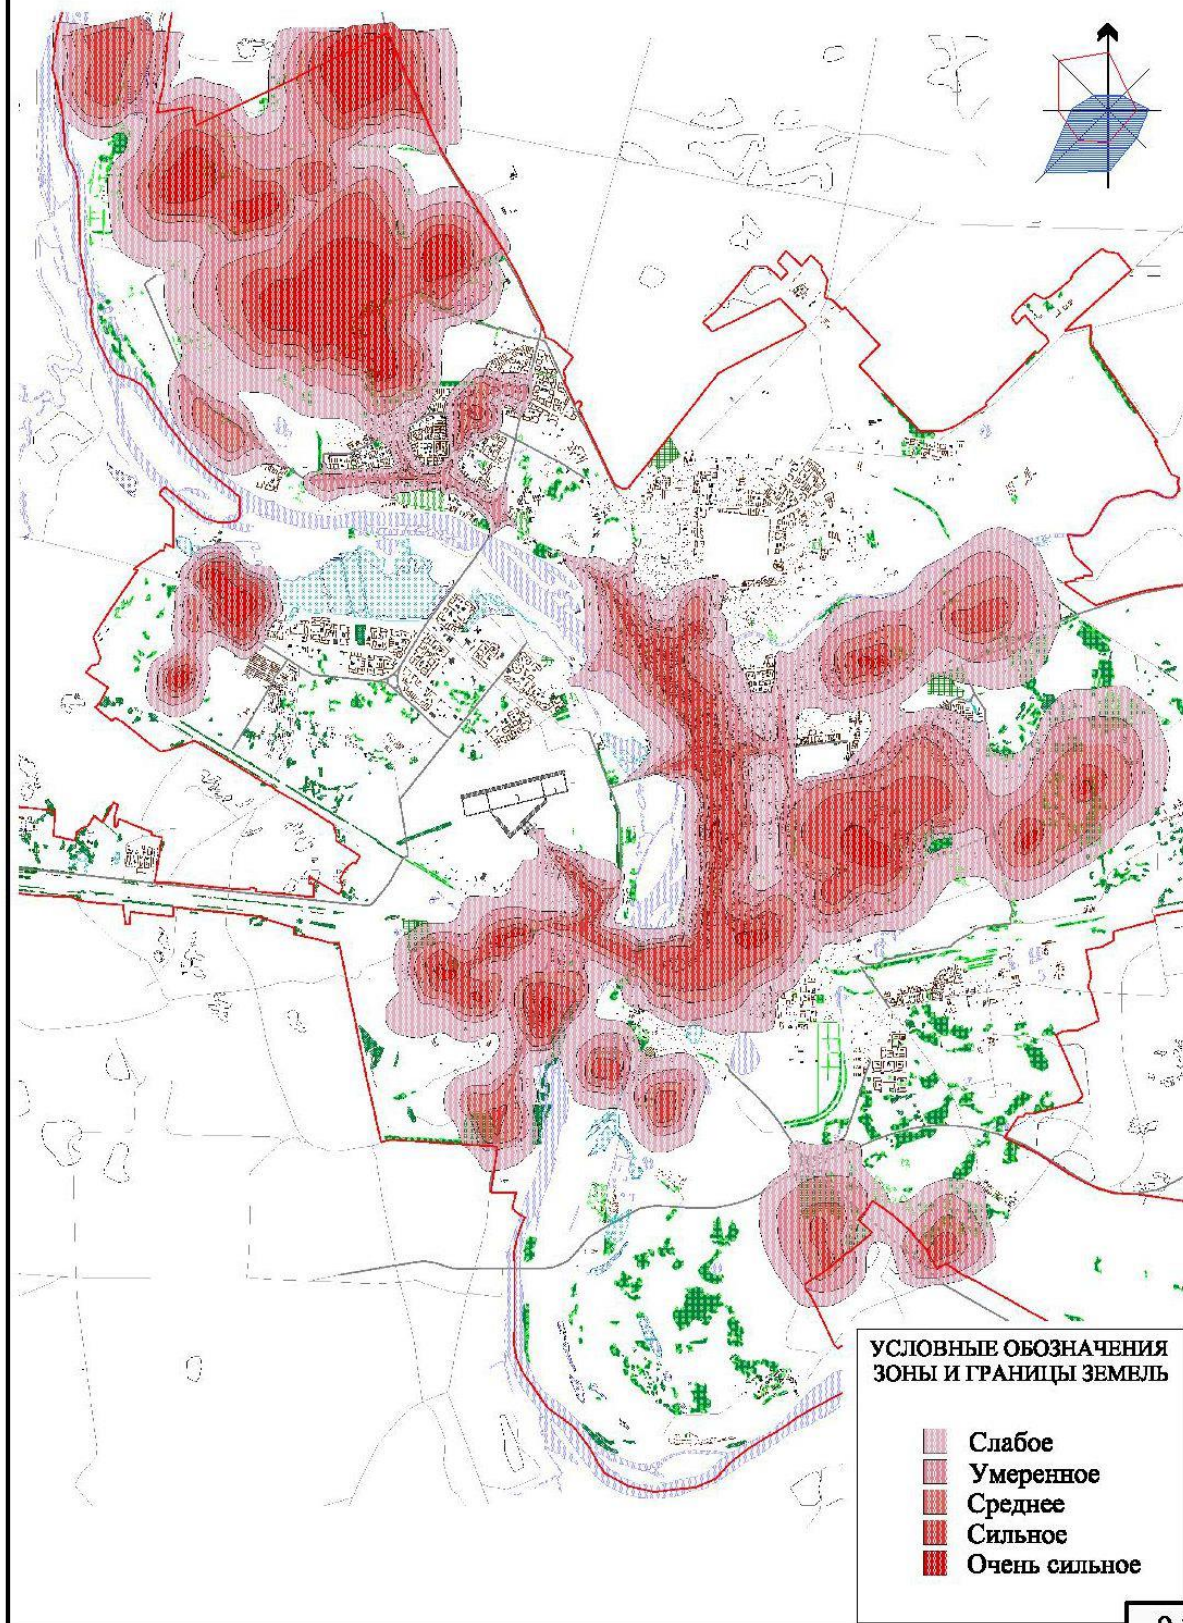 УСЛОВНЫЕ ОБОЗНАЧЕНИЯ
ЗОНЫ И ГРАНИЦЫ ЗЕМЕЛЬ
Слабое
Умеренное
Среднее
Сильное
Очень сильное